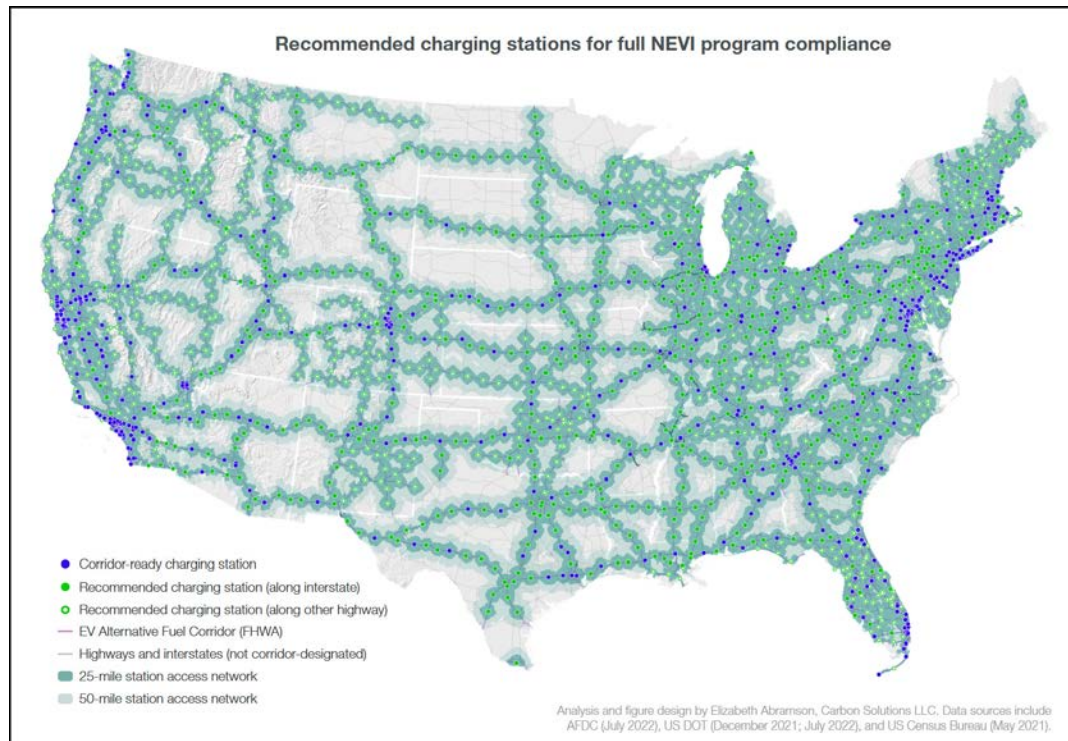 Recommended charging stations for full NEVI program compliance
Corridor-ready charging station
Recommended charging station (along interstate)
Recommended charging station (along other highway)
EV Alternative Fuel Corridor (FHWA)
Highways and interstates (not corridor-designated)
25-mile station access network
50-mile station access network
Analysis and figure design by Elizabeth Abramson, Carbon Solutions LLC. Data sources include
AFDC (July 2022), US DOT (December 2021; July 2022), and US Census Bureau (May 2021).